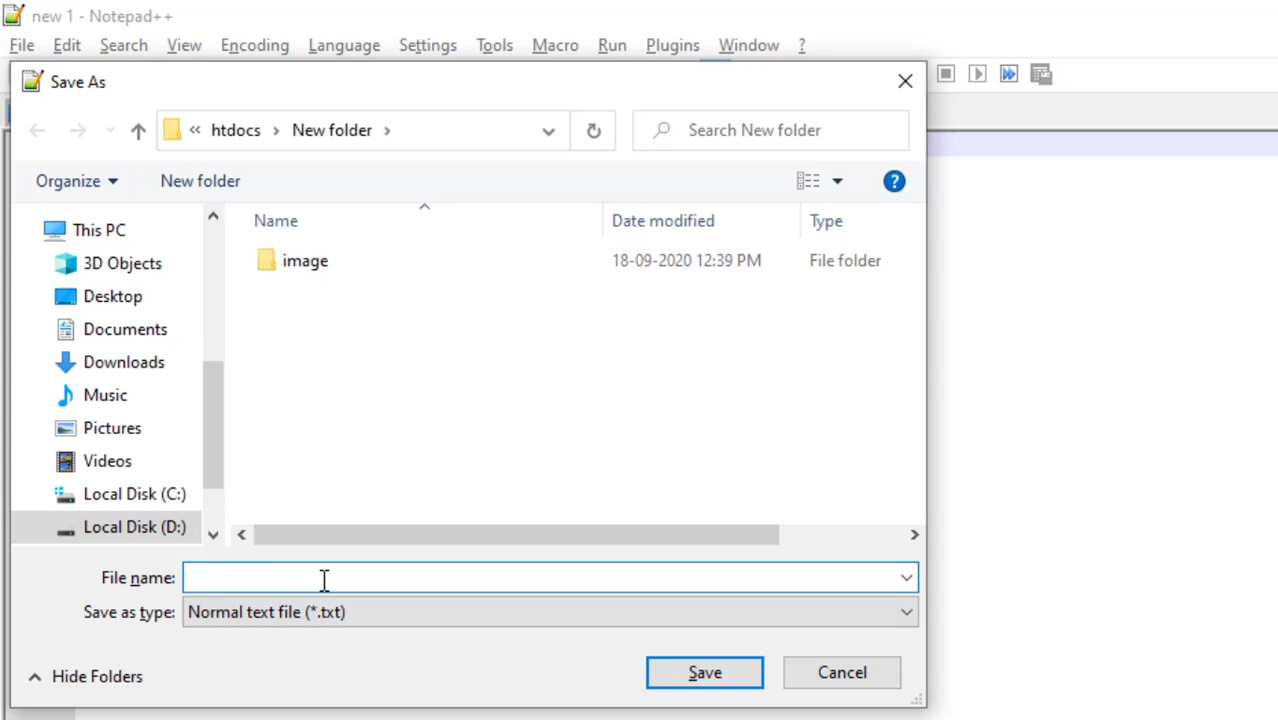 new 1 - Notepad++
File Edit Search View Encoding Language Settings Tools Macro Run Plugins Window ?
Save As
« htdocs > New folder >
Search New folder
Organize New folder
?
Name Date modified Type
image 18-09-2020 12:39 PM File folder
This PC
3D Objects
Desktop
Documents
Downloads
Music
Pictures
Videos
Local Disk (C:)
Local Disk (D:)
File name:
Save as type: Normal text file (*.txt)
Hide Folders
Save Cancel